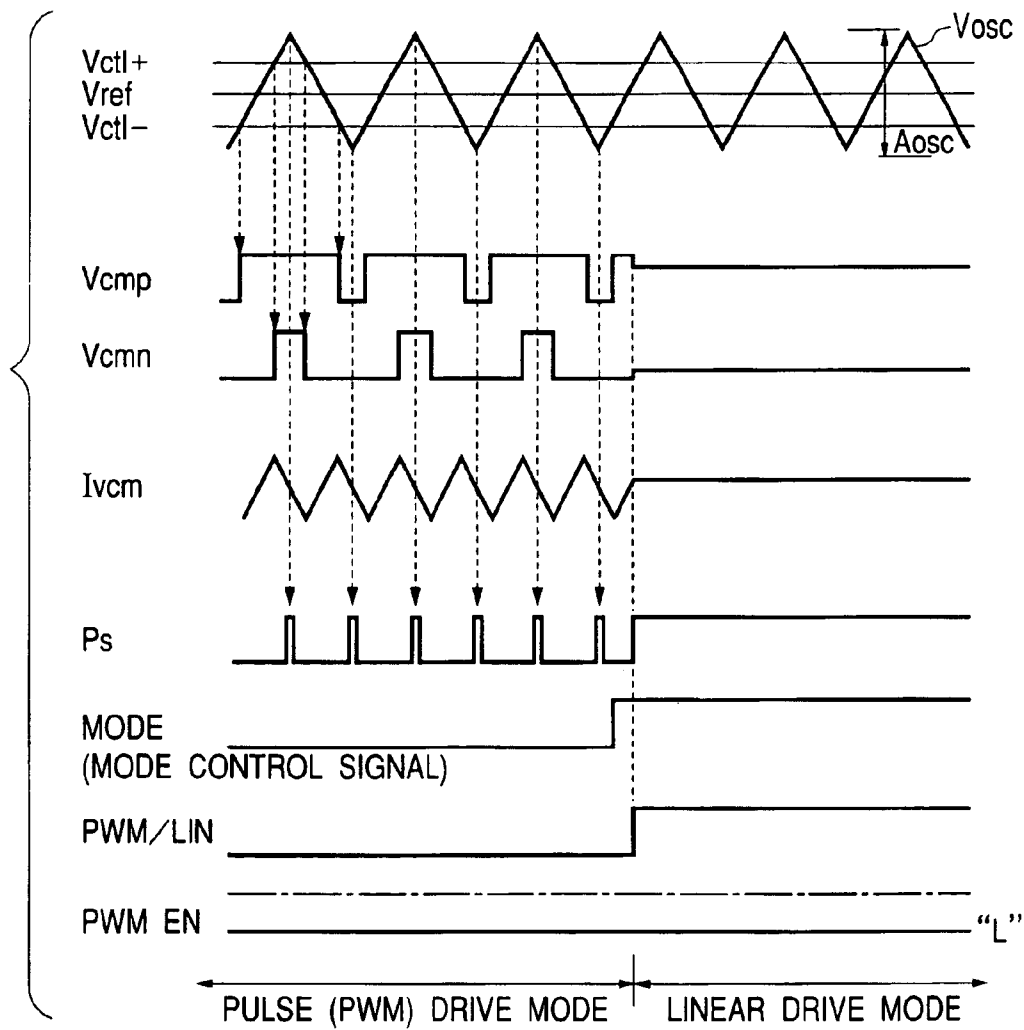 Vosc
Vctl+
Vref
Vctl−
Aosc
Vcmp
Vcmn
Ivcm
Ps
MODE
(MODE CONTROL SIGNAL)
PWM/LIN
PWM EN
“L”
PULSE (PWM) DRIVE MODE
LINEAR DRIVE MODE